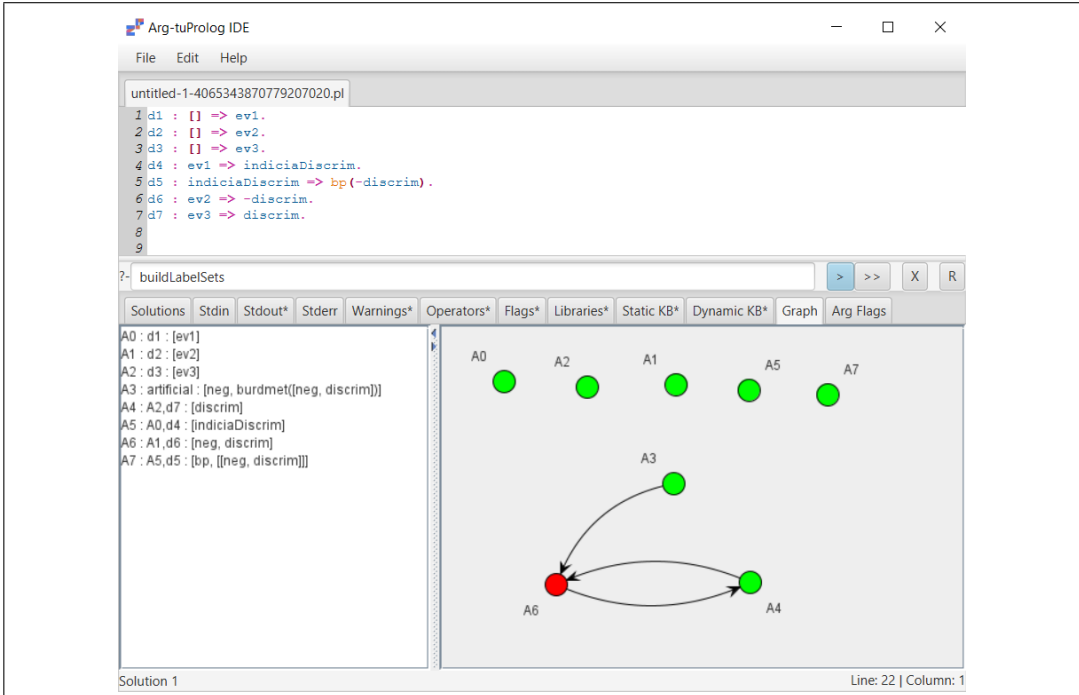 Arg-tuProlog IDE
File Edit Help
untitled-1-4065343870779207020.pl
1 d1 : [] => ev1.
2 d2 : [] => ev2.
3 d3 : [] => ev3.
4 d4 : ev1 => indiciaDiscrim.
5 d5 : indiciaDiscrim => bp(-discrim).
6 d6 : ev2 => -discrim.
7 d7 : ev3 => discrim.
8
9
?- buildLabelSets > >> X R
Solutions Stdin Stdout* Stderr Warnings* Operators* Flags* Libraries* Static KB* Dynamic KB* Graph Arg Flags
A0 : d1 : [ev1]
A1 : d2 : [ev2]
A2 : d3 : [ev3]
A3 : artificial : [neg, burdmet([neg, discrim])]
A4 : A2,d7 : [discrim]
A5 : A0,d4 : [indiciaDiscrim]
A6 : A1,d6 : [neg, discrim]
A7 : A5,d5 : [bp, [[neg, discrim]]]
A0 A2 A1 A5 A7
A3
A6 A4
Solution 1 Line: 22 | Column: 1